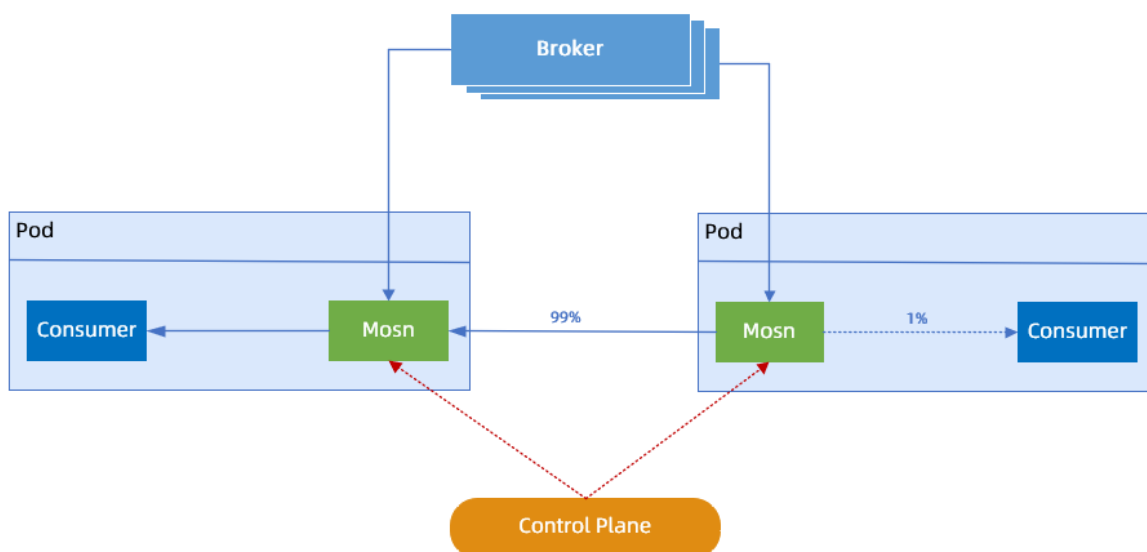 Broker
Pod
Pod
Consumer
Mosn
99%
Mosn
1%
Consumer
Control Plane